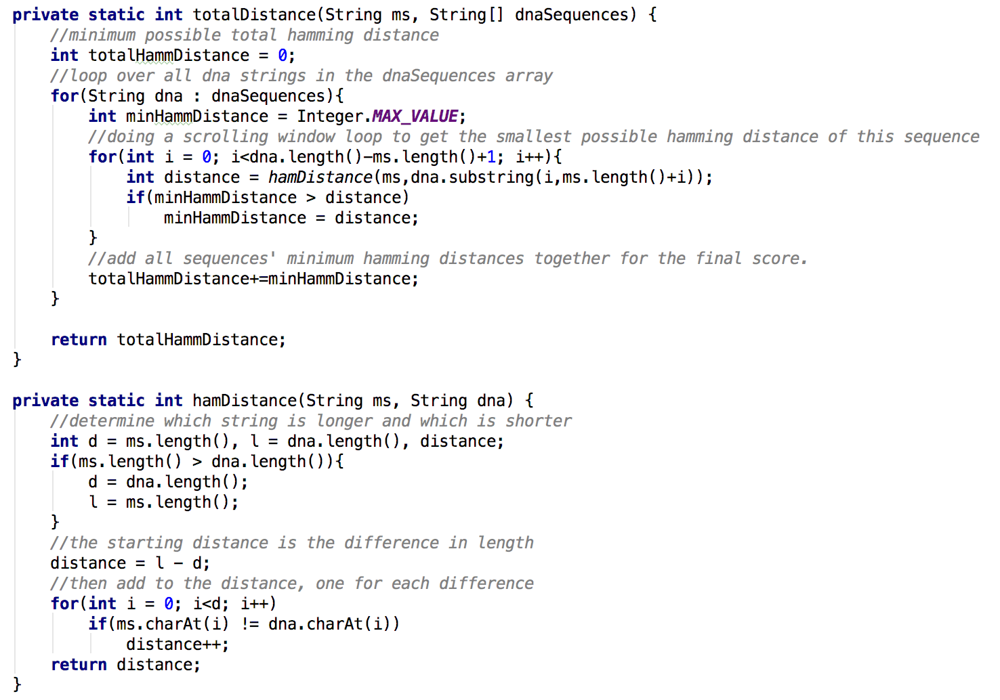 private static int totalDistance(String ms, String[] dnaSequences) {
    //minimum possible total hamming distance
    int totalHammDistance = 0;
    //loop over all dna strings in the dnaSequences array
    for(String dna : dnaSequences){
        int minHammDistance = Integer.MAX_VALUE;
        //doing a scrolling window loop to get the smallest possible hamming distance of this sequence
        for(int i = 0; i<dna.length()-ms.length()+1; i++){
            int distance = hamDistance(ms,dna.substring(i,ms.length()+i));
            if(minHammDistance > distance)
                minHammDistance = distance;
        }
        //add all sequences' minimum hamming distances together for the final score.
        totalHammDistance+=minHammDistance;
    }

    return totalHammDistance;
}

private static int hamDistance(String ms, String dna) {
    //determine which string is longer and which is shorter
    int d = ms.length(), l = dna.length(), distance;
    if(ms.length() > dna.length()){
        d = dna.length();
        l = ms.length();
    }
    //the starting distance is the difference in length
    distance = l - d;
    //then add to the distance, one for each difference
    for(int i = 0; i<d; i++)
        if(ms.charAt(i) != dna.charAt(i))
            distance++;
    return distance;
}